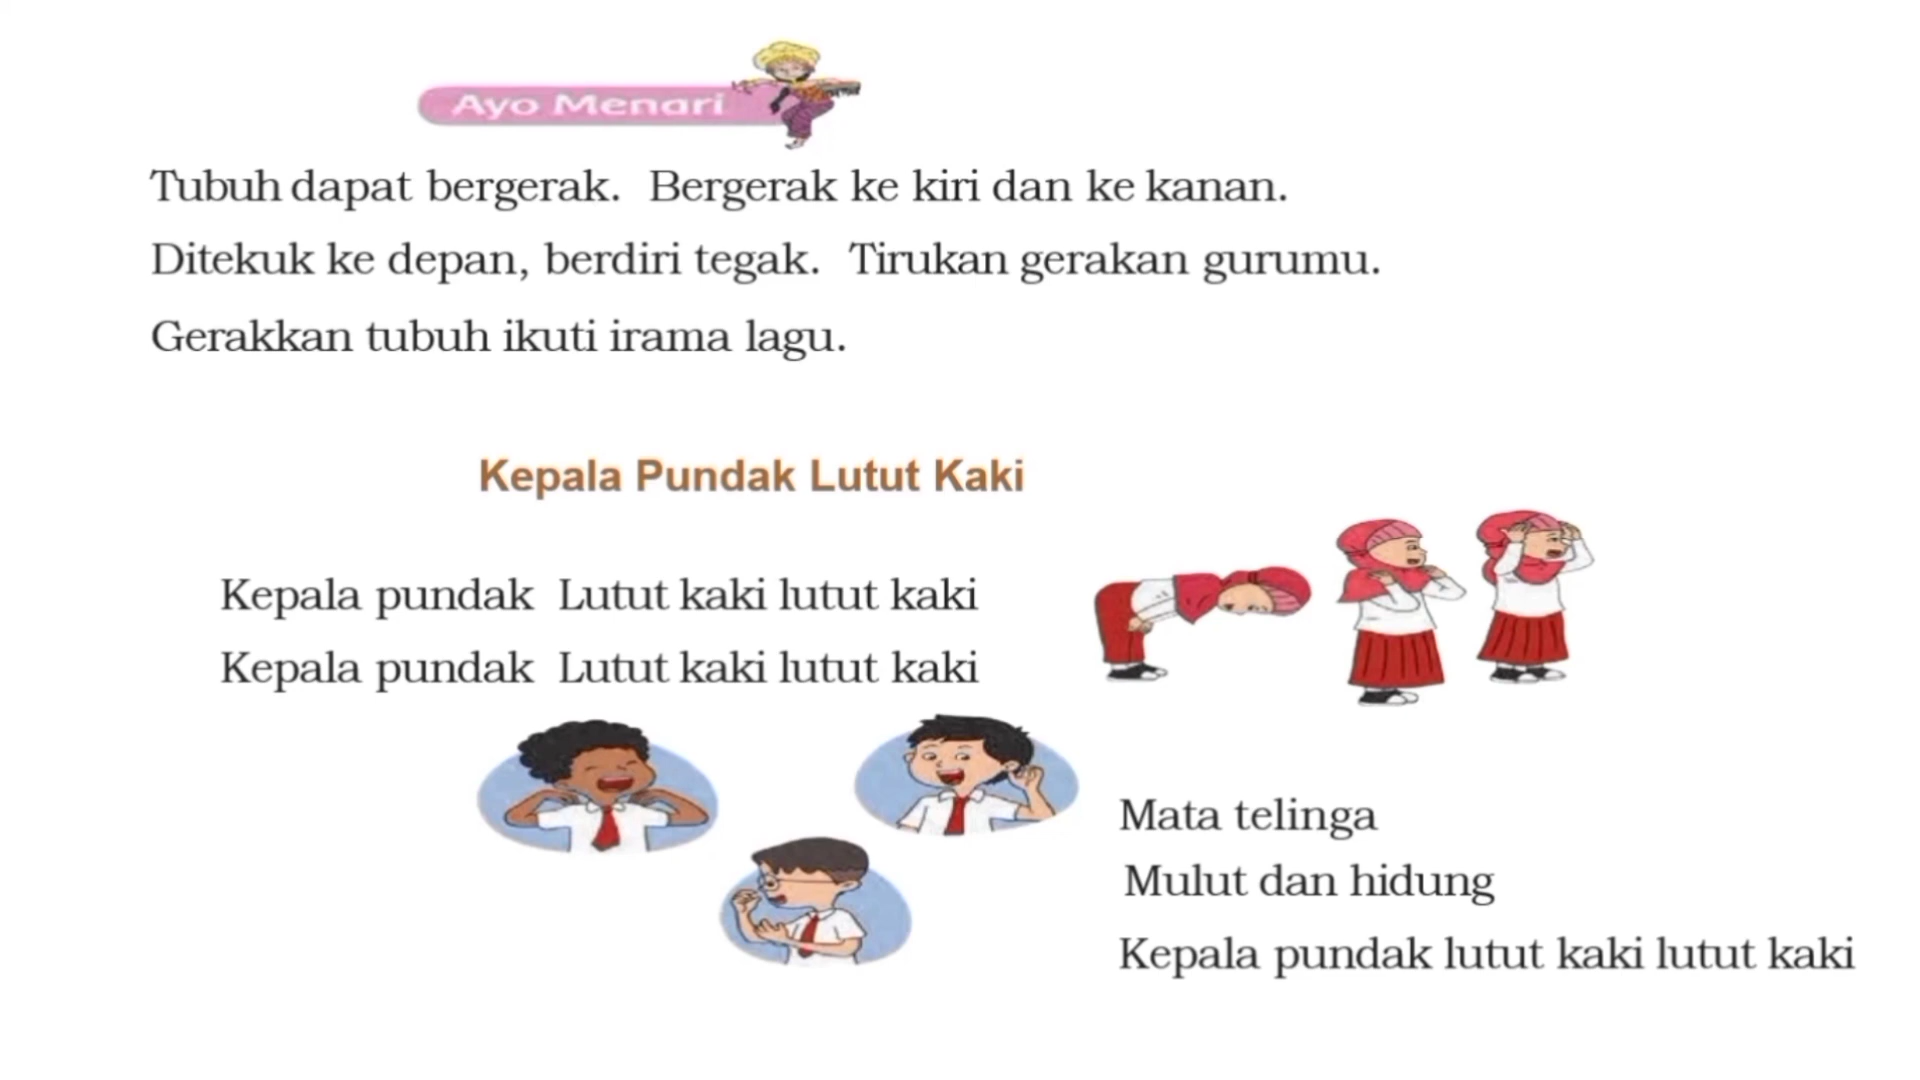 Ayo Menari
Tubuh dapat bergerak. Bergerak ke kiri dan ke kanan.
Ditekuk ke depan, berdiri tegak. Tirukan gerakan gurumu.
Gerakkan tubuh ikuti irama lagu.
Kepala Pundak Lutut Kaki
Kepala pundak Lutut kaki lutut kaki
Kepala pundak Lutut kaki lutut kaki
Mata telinga
Mulut dan hidung
Kepala pundak lutut kaki lutut kaki